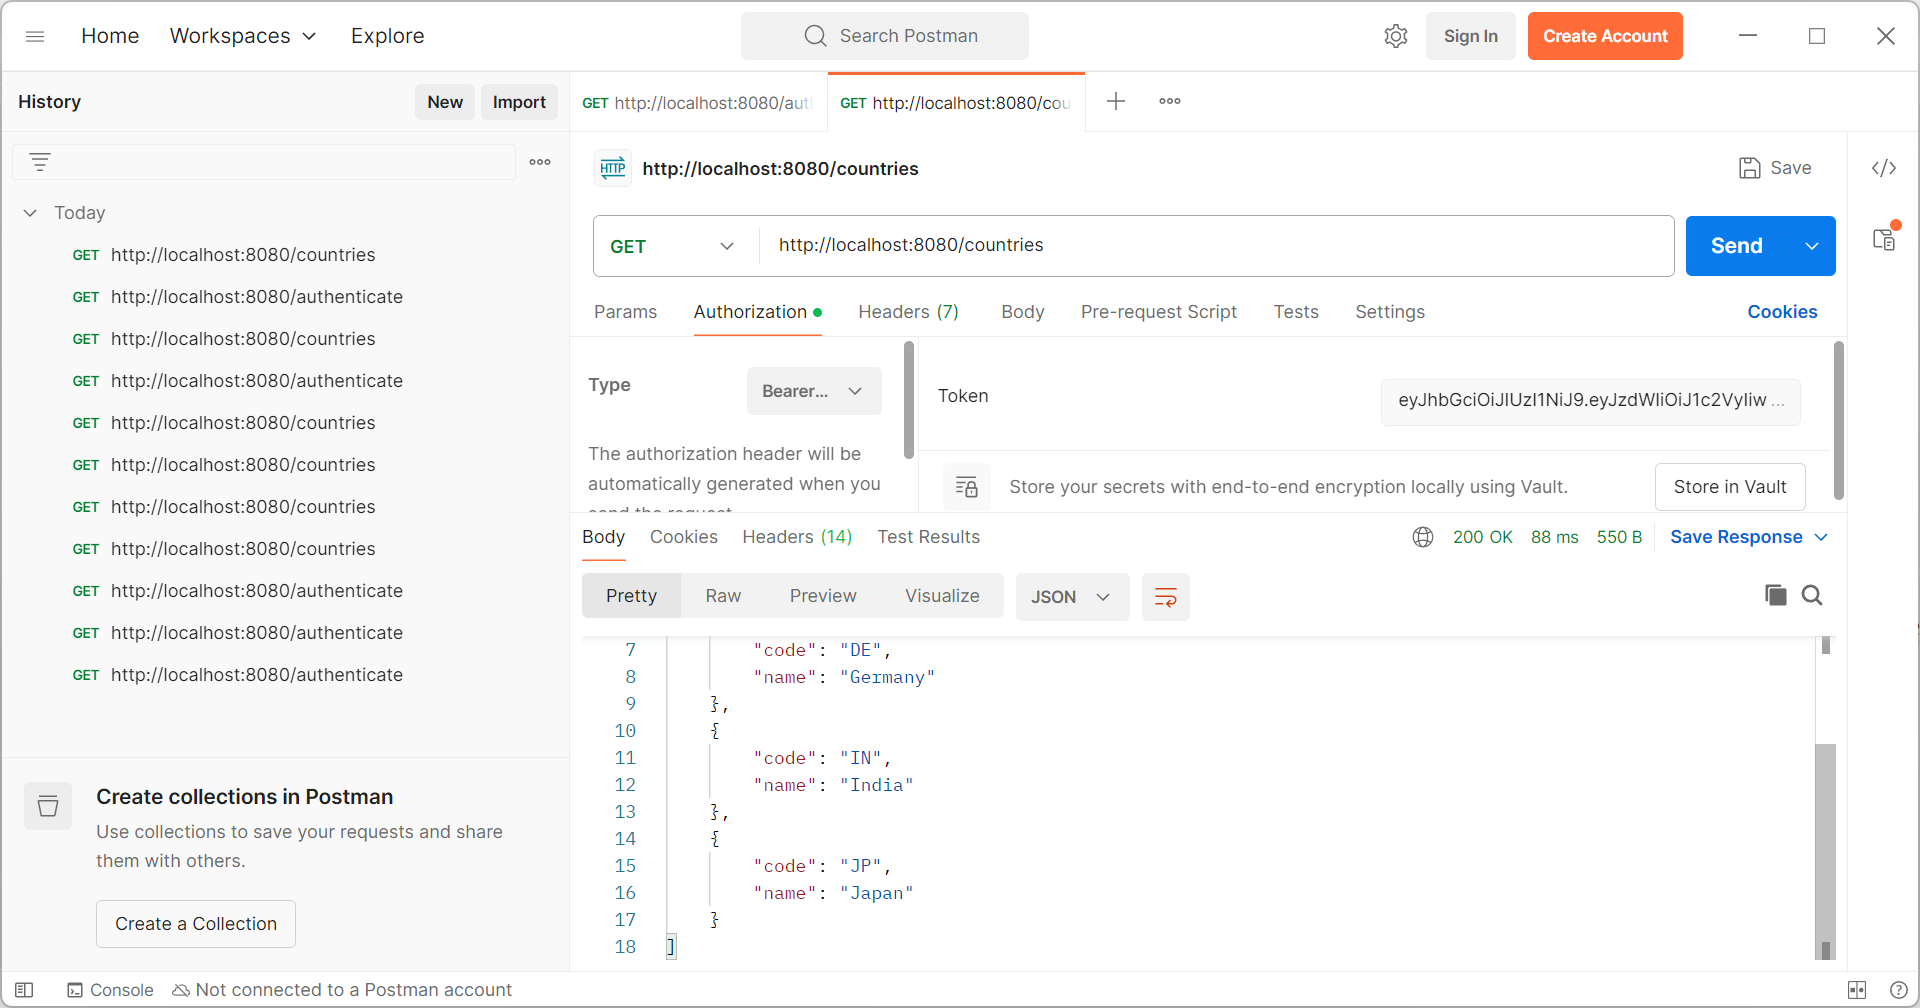 Home Workspaces Explore
Search Postman
Sign In Create Account
History New Import
Today
GET http://localhost:8080/countries
GET http://localhost:8080/authenticate
GET http://localhost:8080/countries
GET http://localhost:8080/authenticate
GET http://localhost:8080/countries
GET http://localhost:8080/countries
GET http://localhost:8080/countries
GET http://localhost:8080/countries
GET http://localhost:8080/authenticate
GET http://localhost:8080/authenticate
GET http://localhost:8080/authenticate
Create collections in Postman
Use collections to save your requests and share
them with others.
Create a Collection
GET http://localhost:8080/aut GET http://localhost:8080/cou
HTTP http://localhost:8080/countries Save </>
GET http://localhost:8080/countries Send
Params Authorization Headers (7) Body Pre-request Script Tests Settings Cookies
Type Bearer...
The authorization header will be
automatically generated when you
send the request
Token eyJhbGciOiJIUzI1NiJ9.eyJzdWIiOiJ1c2VyIiw ...
Store your secrets with end-to-end encryption locally using Vault. Store in Vault
Body Cookies Headers (14) Test Results 200 OK 88 ms 550 B Save Response
Pretty Raw Preview Visualize JSON
7 "code": "DE",
8 "name": "Germany"
9 },
10 {
11 "code": "IN",
12 "name": "India"
13 },
14 {
15 "code": "JP",
16 "name": "Japan"
17 }
18 ]
Console Not connected to a Postman account